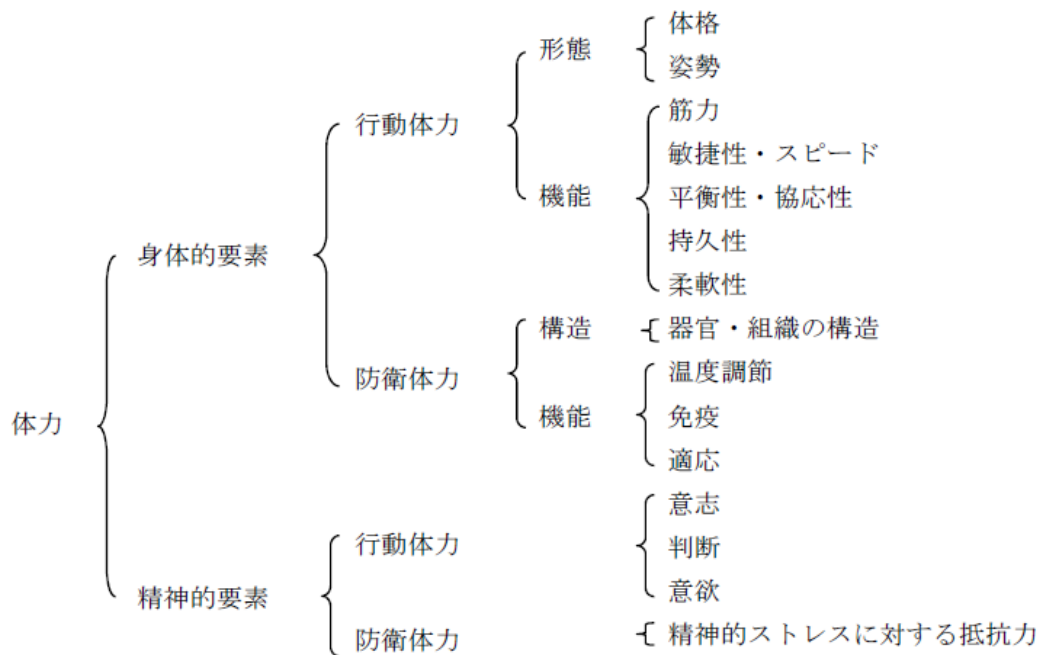 体力
身体的要素
行動体力
形態
体格
姿勢
機能
筋力
敏捷性・スピード
平衡性・協応性
持久性
柔軟性
防衛体力
構造
器官・組織の構造
機能
温度調節
免疫
適応
精神的要素
行動体力
意志
判断
意欲
防衛体力
精神的ストレスに対する抵抗力